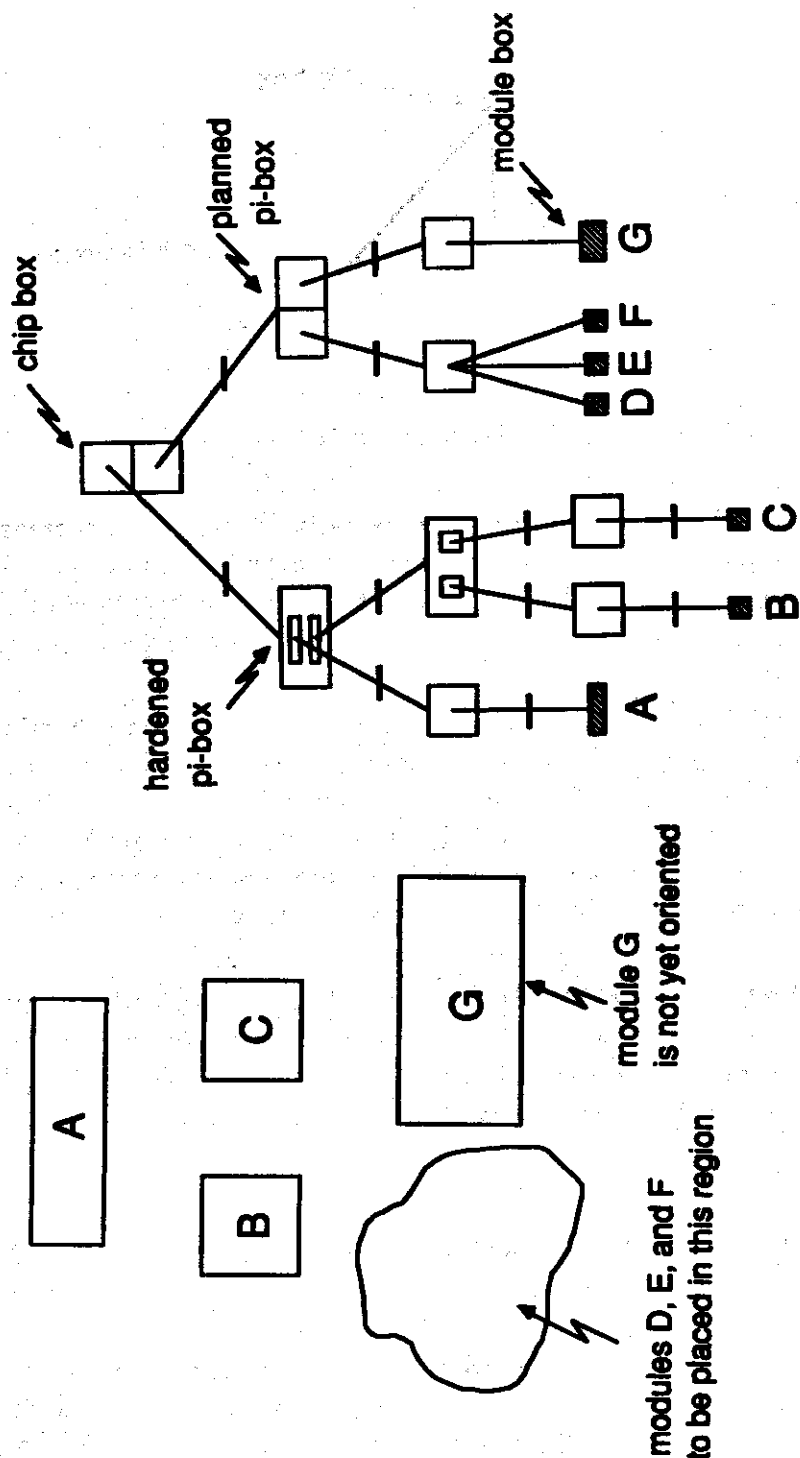 A
B
C
G
modules D, E, and F
to be placed in this region
module G
is not yet oriented
chip box
hardened
pi-box
planned
pi-box
module box
A
B
C
D
E
F
G